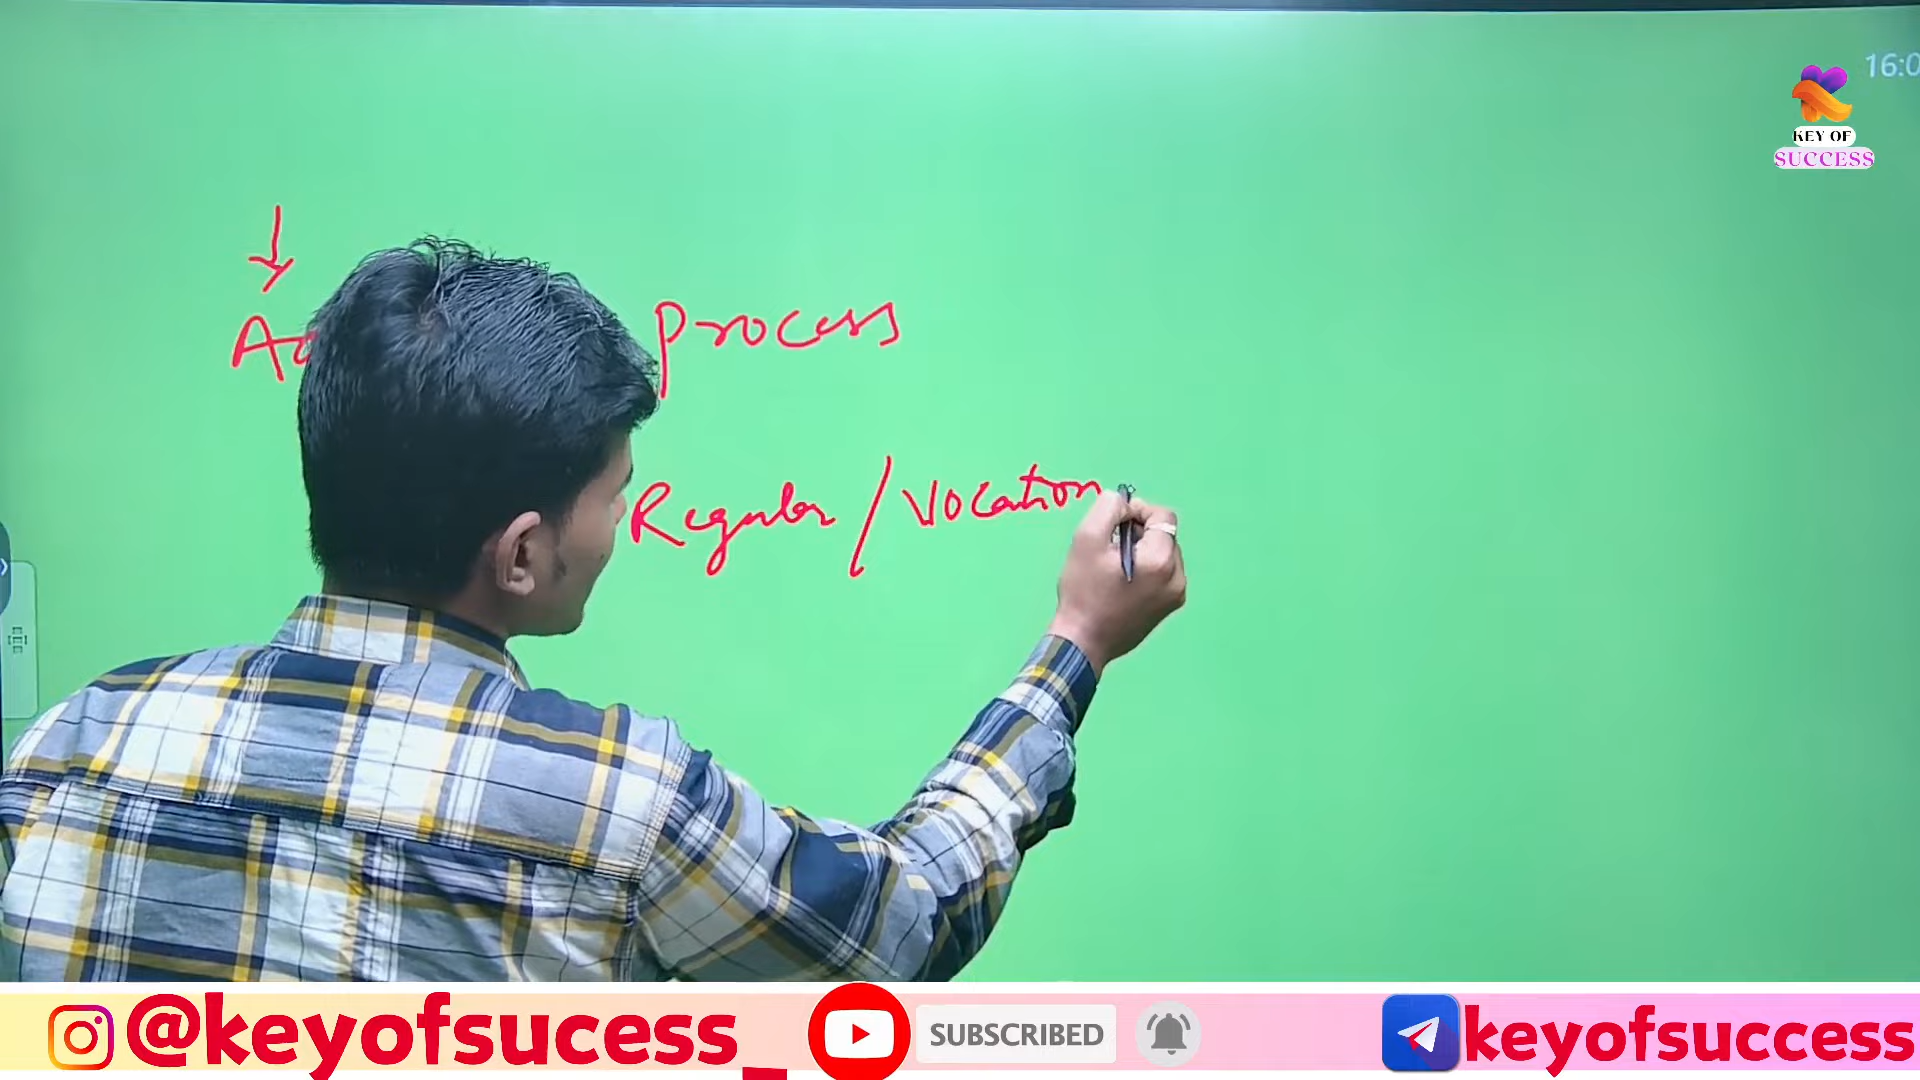 16:0
KEY OF
SUCCESS
Process
Regular / Vocation
@keyofsucess_
SUBSCRIBED
keyofsuccess